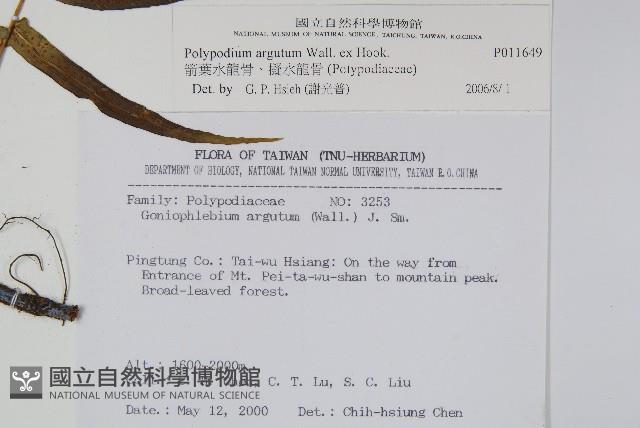 國立自然科學博物館
NATIONAL MUSEUM OF NATURAL SCIENCE, TAICHUNG, TAIWAN, R.O.CHINA
Polypodium argutum Wall. ex Hook. P011649
箭葉水龍骨、擬水龍骨 (Polypodiaceae)
Det. by G. P. Hsieh (謝光普) 2006/8/1
FLORA OF TAIWAN (TNU-HERBARIUM)
DEPARTMENT OF BIOLOGY, NATIONAL TAIWAN NORMAL UNIVERSITY, TAIWAN R.O.CHINA
Family: Polypodiaceae NO: 3253
Goniophlebium argutum (Wall.) J. Sm.
Pingtung Co.: Tai-wu Hsiang: On the way from
Entrance of Mt. Pei-ta-wu-shan to mountain peak.
Broad-leaved forest.
Alt.: 1600-2000m
C. T. Lu, S. C. Liu
Date.: May 12, 2000 Det.: Chih-hsiung Chen
國立自然科學博物館
NATIONAL MUSEUM OF NATURAL SCIENCE